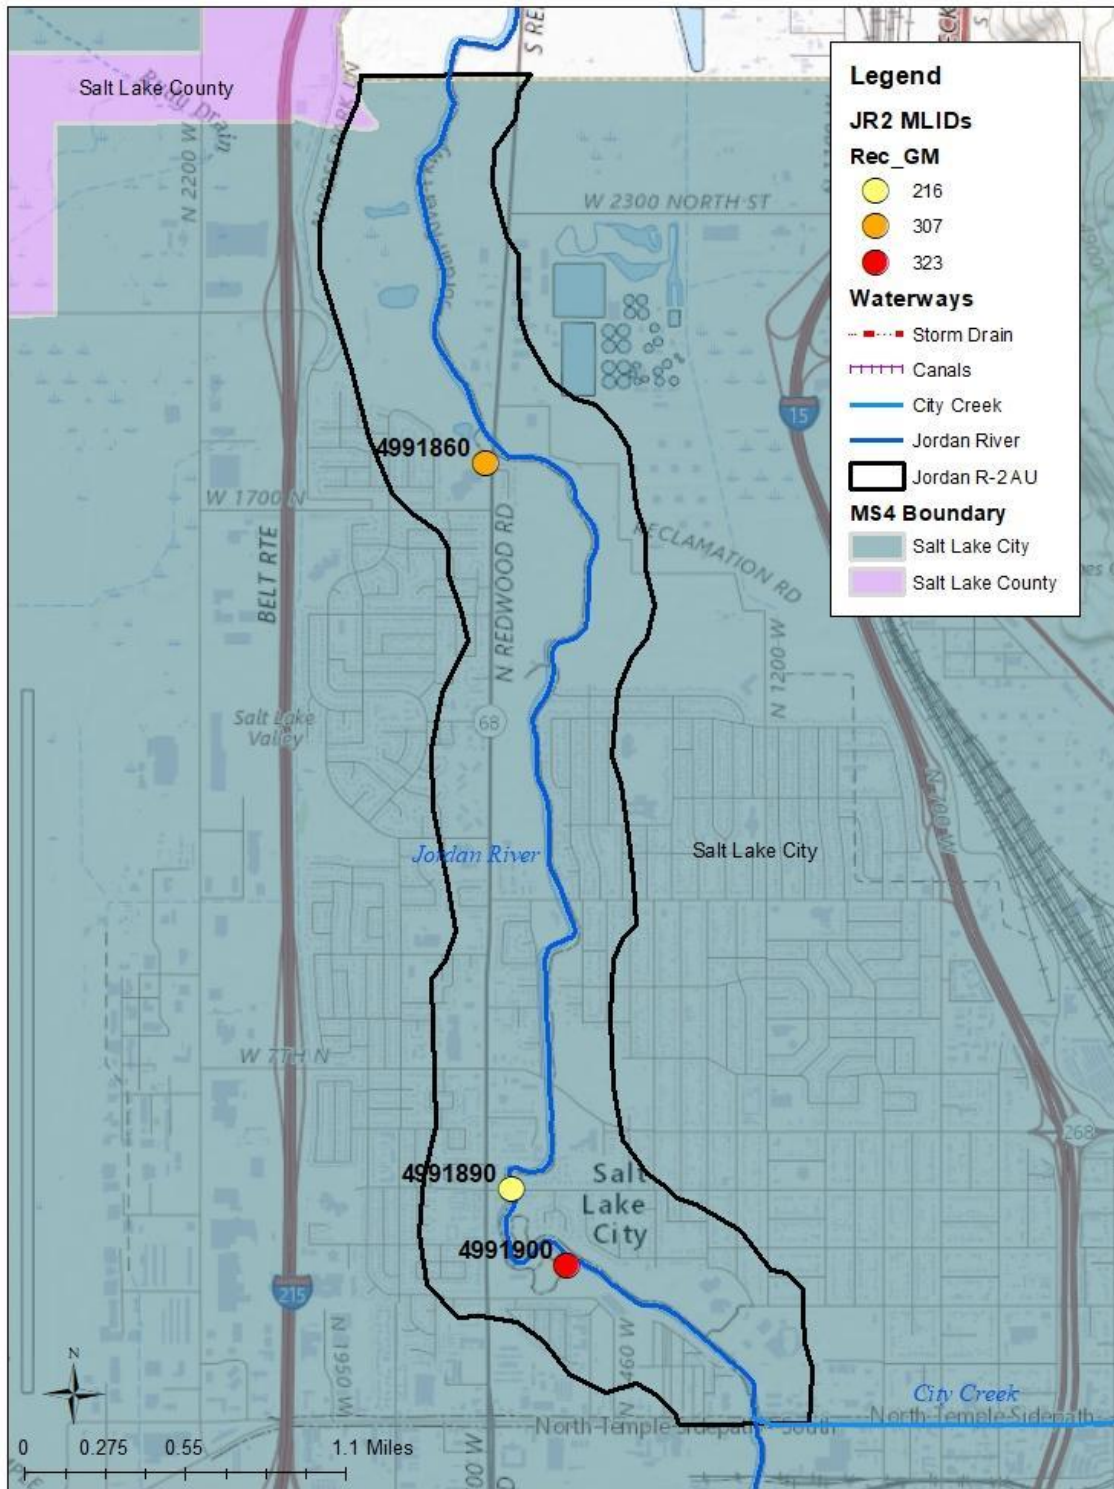 Salt Lake County
N 2200 W
W 2300 NORTH ST
Legend
JR2 MLIDs
Rec_GM
216
307
323
Waterways
Storm Drain
Canals
City Creek
Jordan River
Jordan R-2 AU
MS4 Boundary
Salt Lake City
Salt Lake County
15
4991860
W 1700 N
BELT RTE
N REDWOOD RD
RECLAMATION RD
N 1200 W
Salt Lake
Valley
68
Jordan River
Salt Lake City
W 7TH N
268
4991890
Salt
Lake
City
4991900
215
N 1950 W
N
City Creek
North-Temple-Sidepath
0 0.275 0.55 1.1 Miles